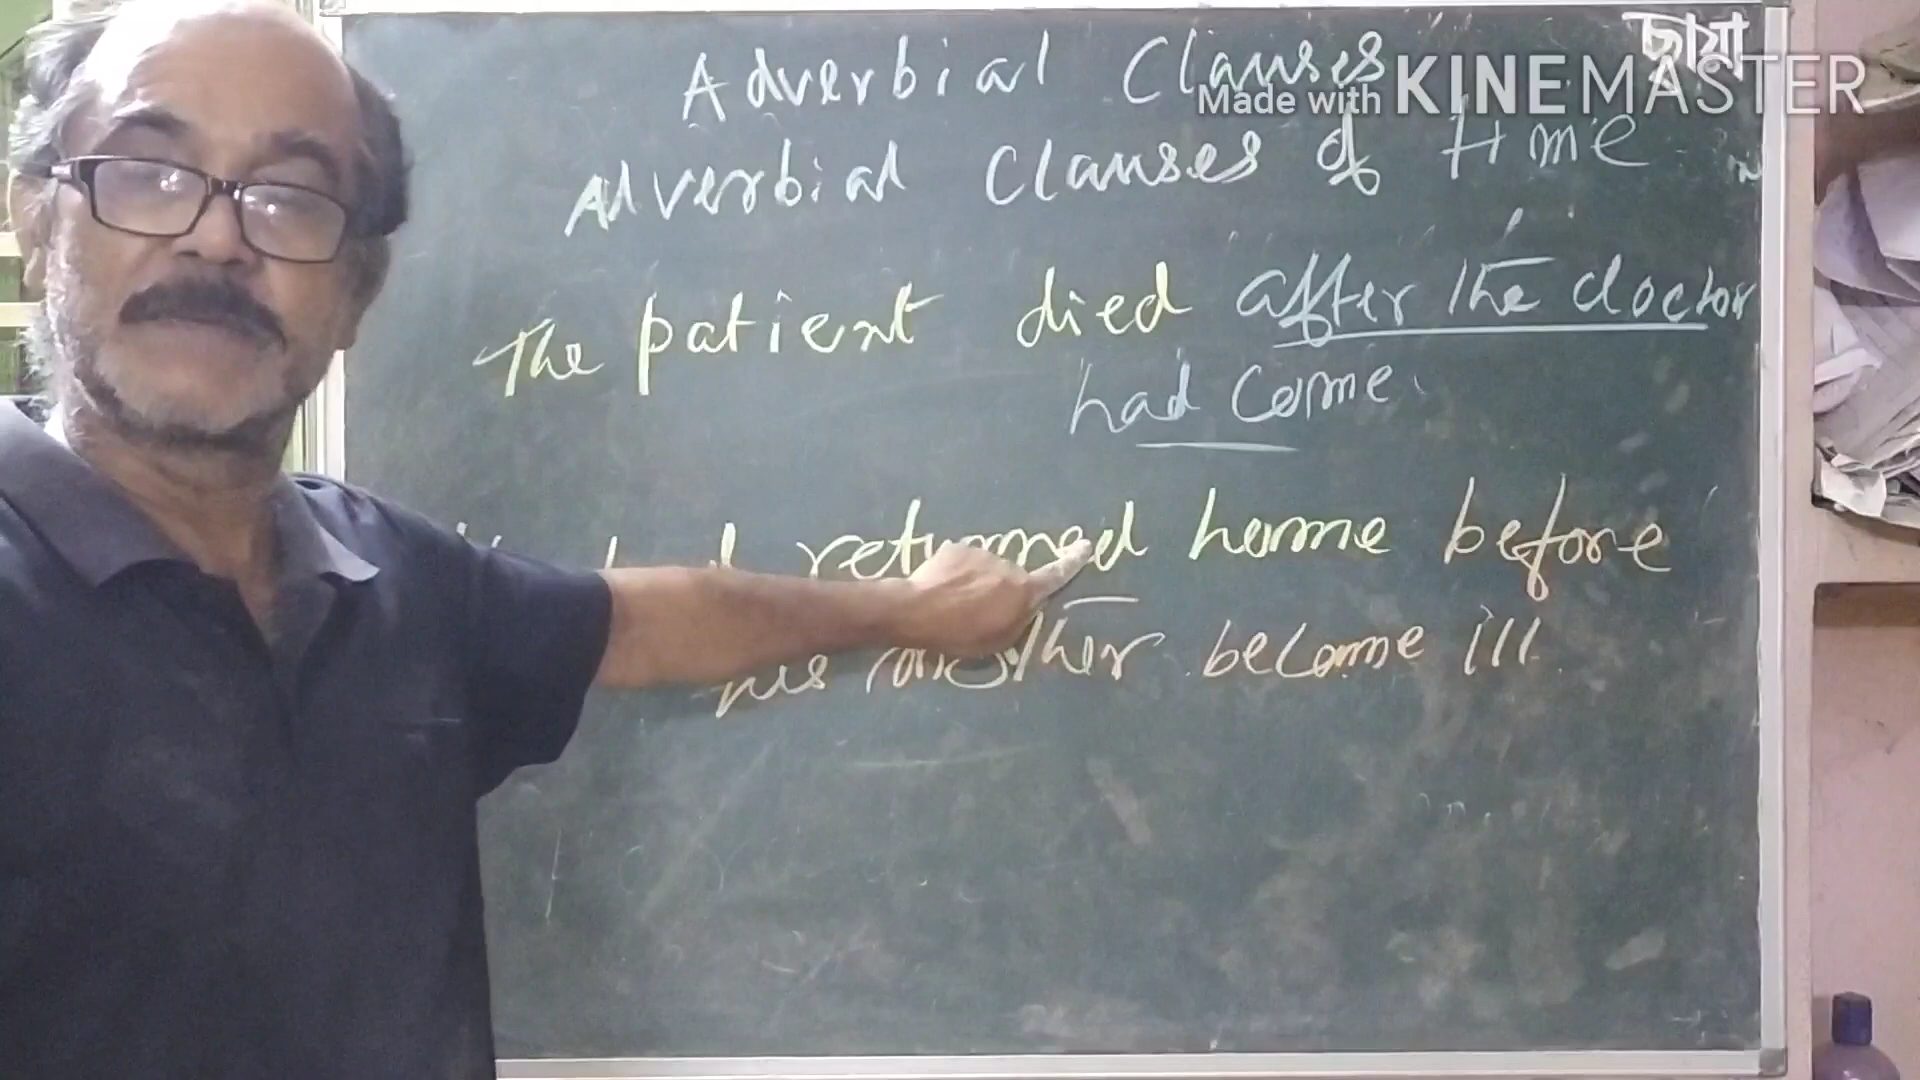 ছায়া
Adverbial Clauses
Made with KINEMASTER
Adverbial Clauses of time
The patient died after the doctor
had come.
returned home before
mother become ill.